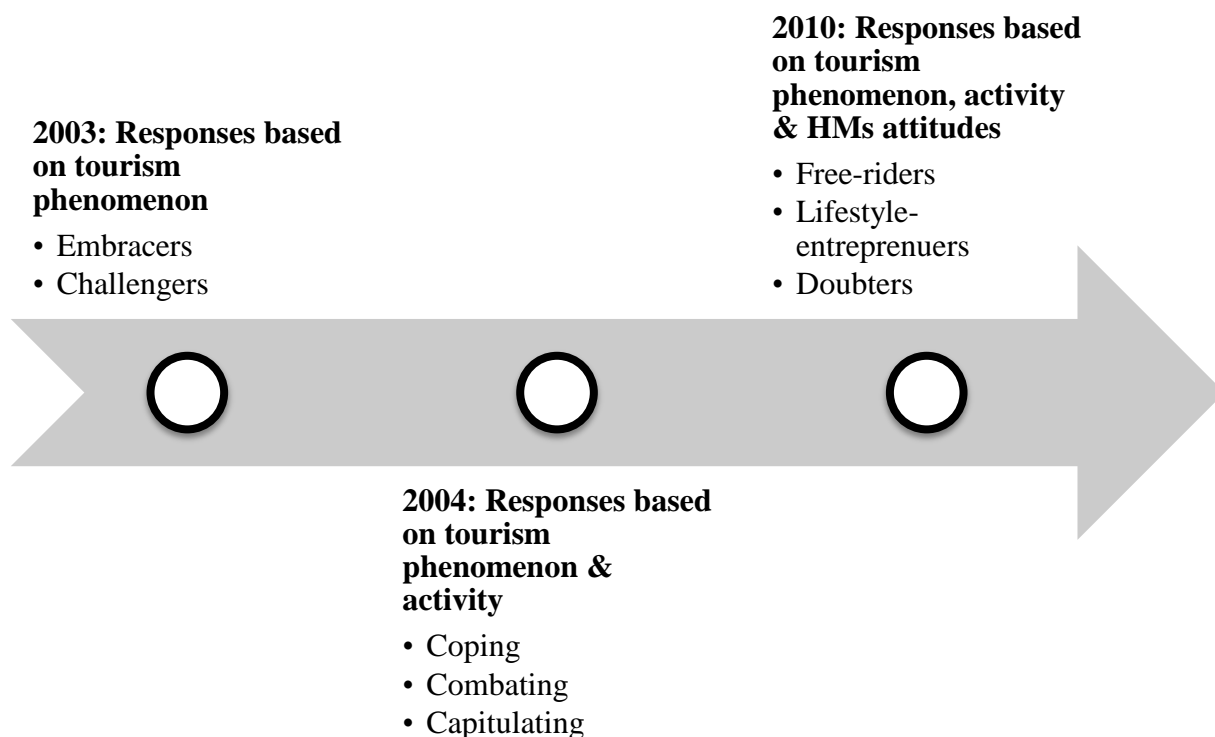 2003: Responses based
on tourism
phenomenon
• Embracers
• Challengers
2004: Responses based
on tourism
phenomenon &
activity
• Coping
• Combating
• Capitulating
2010: Responses based
on tourism
phenomenon, activity
& HMs attitudes
• Free-riders
• Lifestyle-
entreprenuers
• Doubters